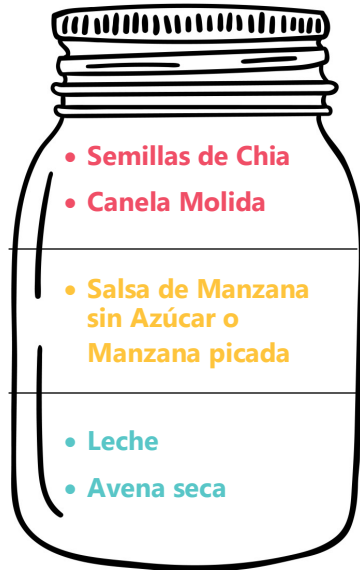 • Semillas de Chia
• Canela Molida
• Salsa de Manzana
sin Azúcar o
Manzana picada
• Leche
• Avena seca